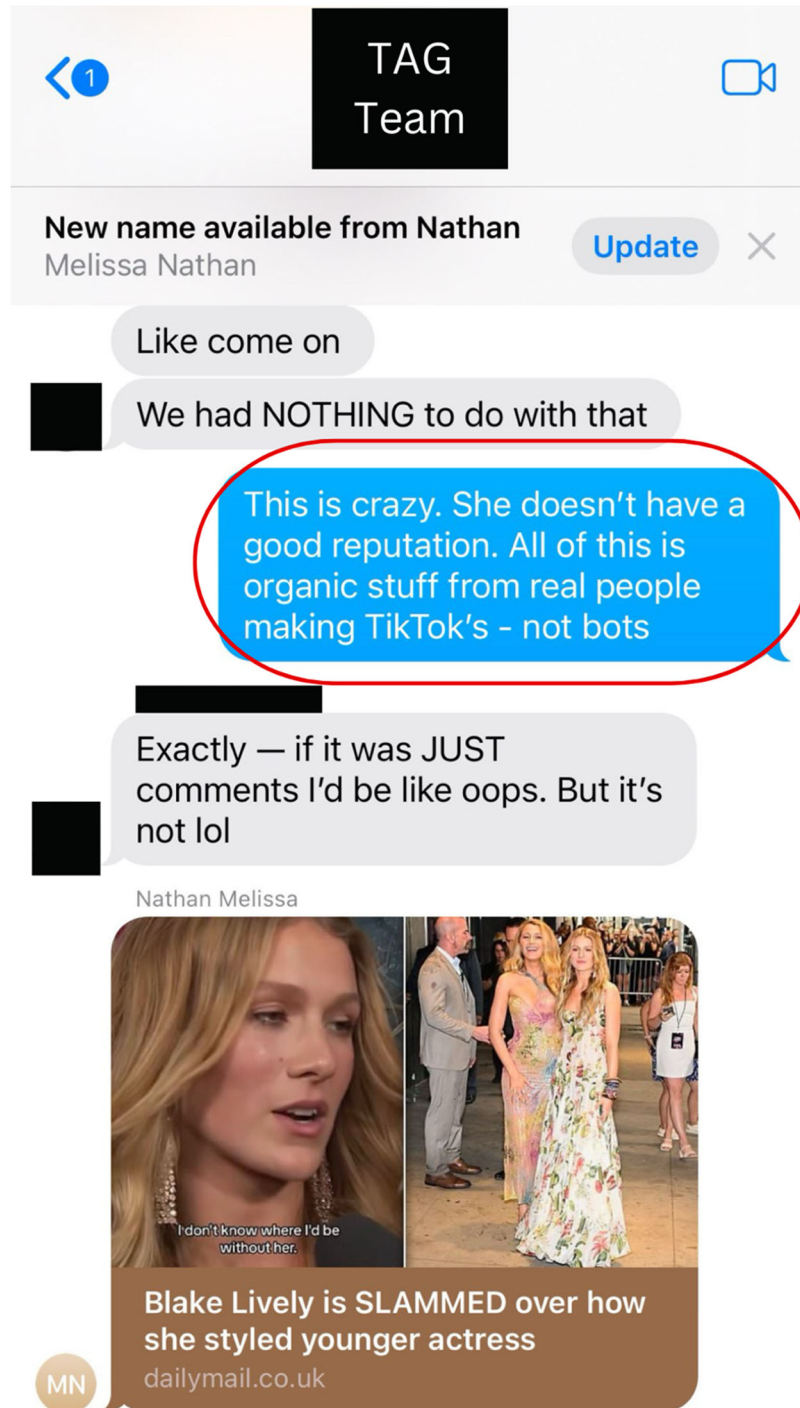 1
TAG
Team
New name available from Nathan
Melissa Nathan
Update
Like come on
We had NOTHING to do with that
This is crazy. She doesn’t have a
good reputation. All of this is
organic stuff from real people
making TikTok’s - not bots
Exactly — if it was JUST
comments I’d be like oops. But it’s
not lol
Nathan Melissa
I don't know where I'd be
without her.
Blake Lively is SLAMMED over how
she styled younger actress
dailymail.co.uk
MN